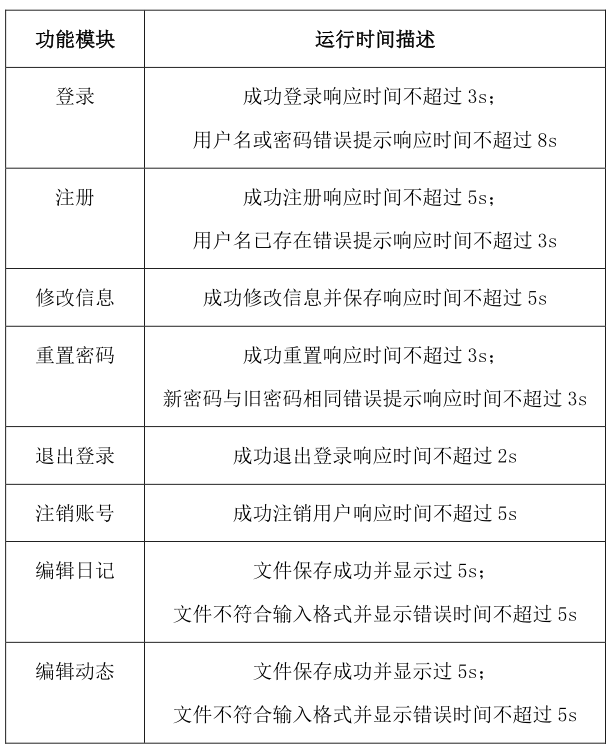 功能模块 运行时间描述
登录 成功登录响应时间不超过 3s；
用户名或密码错误提示响应时间不超过 8s
注册 成功注册响应时间不超过 5s；
用户名已存在错误提示响应时间不超过 3s
修改信息 成功修改信息并保存响应时间不超过 5s
重置密码 成功重置响应时间不超过 3s；
新密码与旧密码相同错误提示响应时间不超过 3s
退出登录 成功退出登录响应时间不超过 2s
注销账号 成功注销用户响应时间不超过 5s
编辑日记 文件保存成功并显示过 5s；
文件不符合输入格式并显示错误时间不超过 5s
编辑动态 文件保存成功并显示过 5s；
文件不符合输入格式并显示错误时间不超过 5s